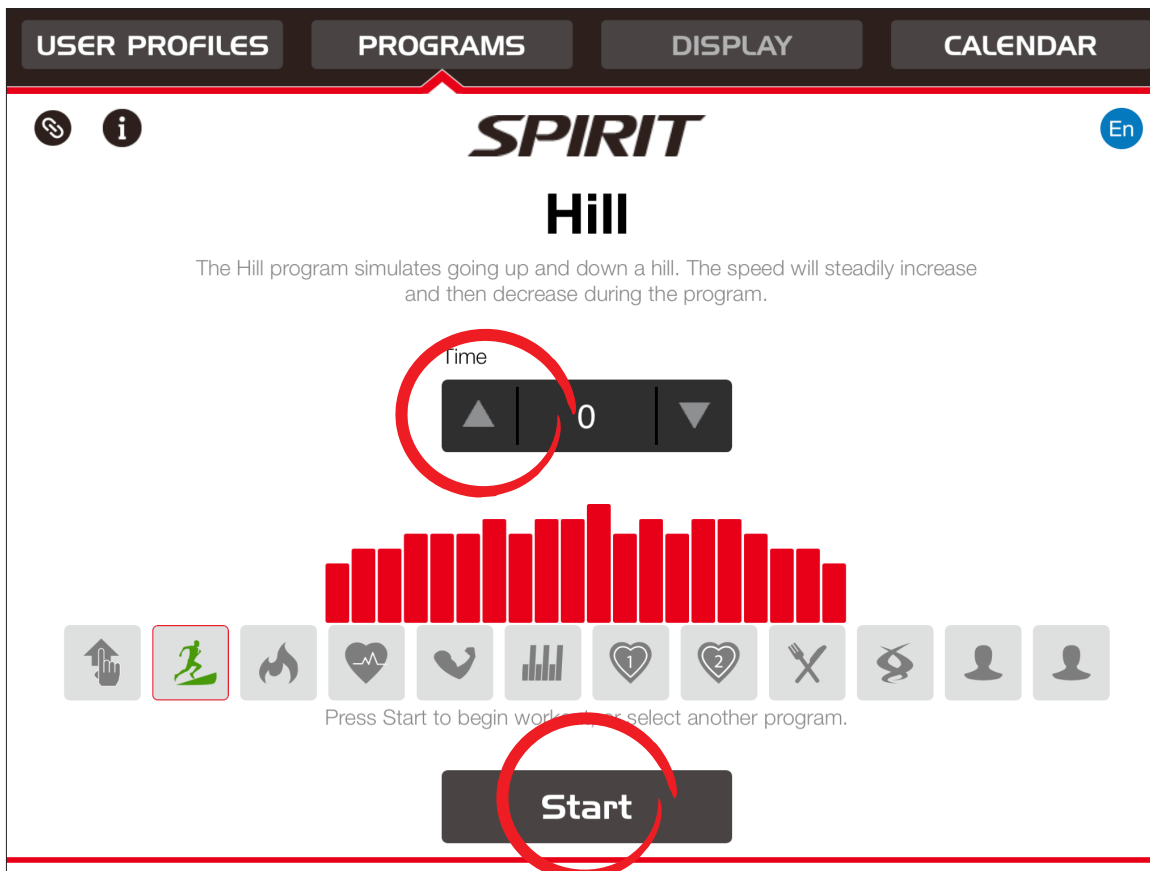 USER PROFILES PROGRAMS DISPLAY CALENDAR
SPIRIT En
Hill
The Hill program simulates going up and down a hill. The speed will steadily increase
and then decrease during the program.
Time
0
1 2
Press Start to begin workout, or select another program.
Start